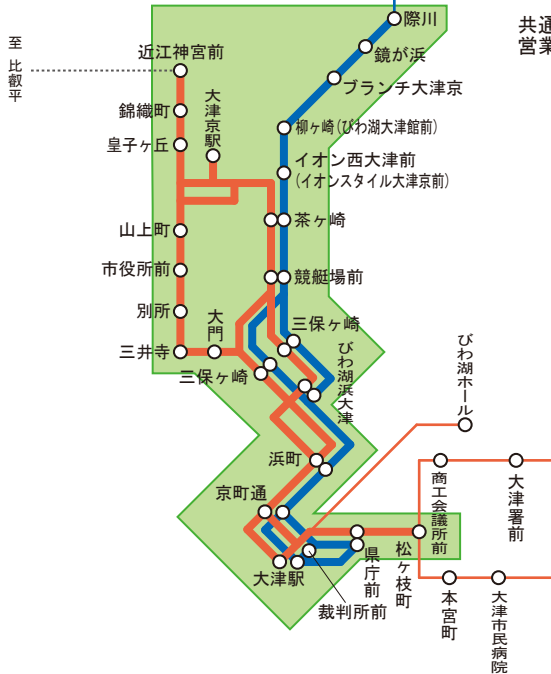 際川
共通
営業
鏡が浜
至 比叡平
近江神宮前
ブランチ大津京
錦織町
大津京駅
柳ヶ崎(びわ湖大津館前)
皇子ヶ丘
イオン西大津前
(イオンスタイル大津京前)
山上町
茶ヶ崎
市役所前
競艇場前
別所
大門
三保ヶ崎
三井寺
びわ湖浜大津
びわ湖ホール
三保ヶ崎
浜町
京町通
商工会議所前
大津署前
大津駅
県庁前
松ヶ枝町
裁判所前
本宮町
大津市民病院